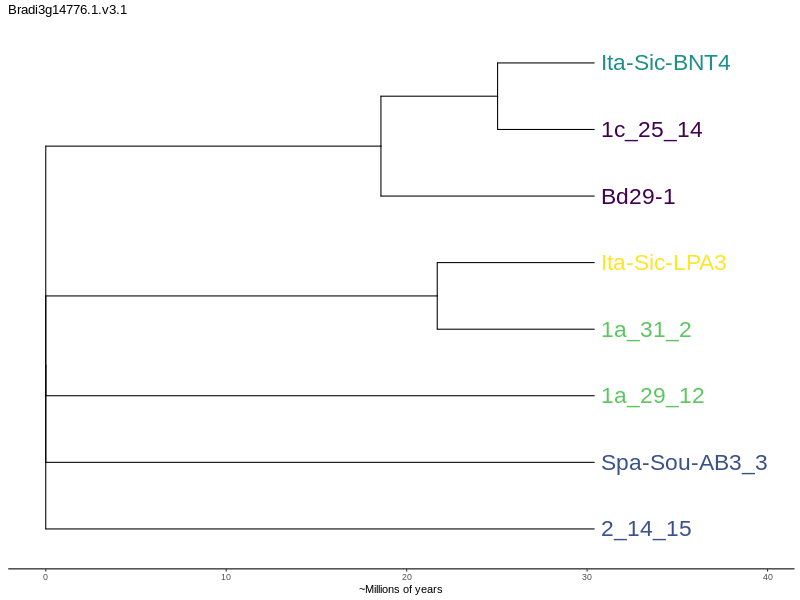 Bradi3g14776.1.v3.1
Ita-Sic-BNT4
1c_25_14
Bd29-1
Ita-Sic-LPA3
1a_31_2
1a_29_12
Spa-Sou-AB3_3
2_14_15
0 10 20 30 40
~Millions of years